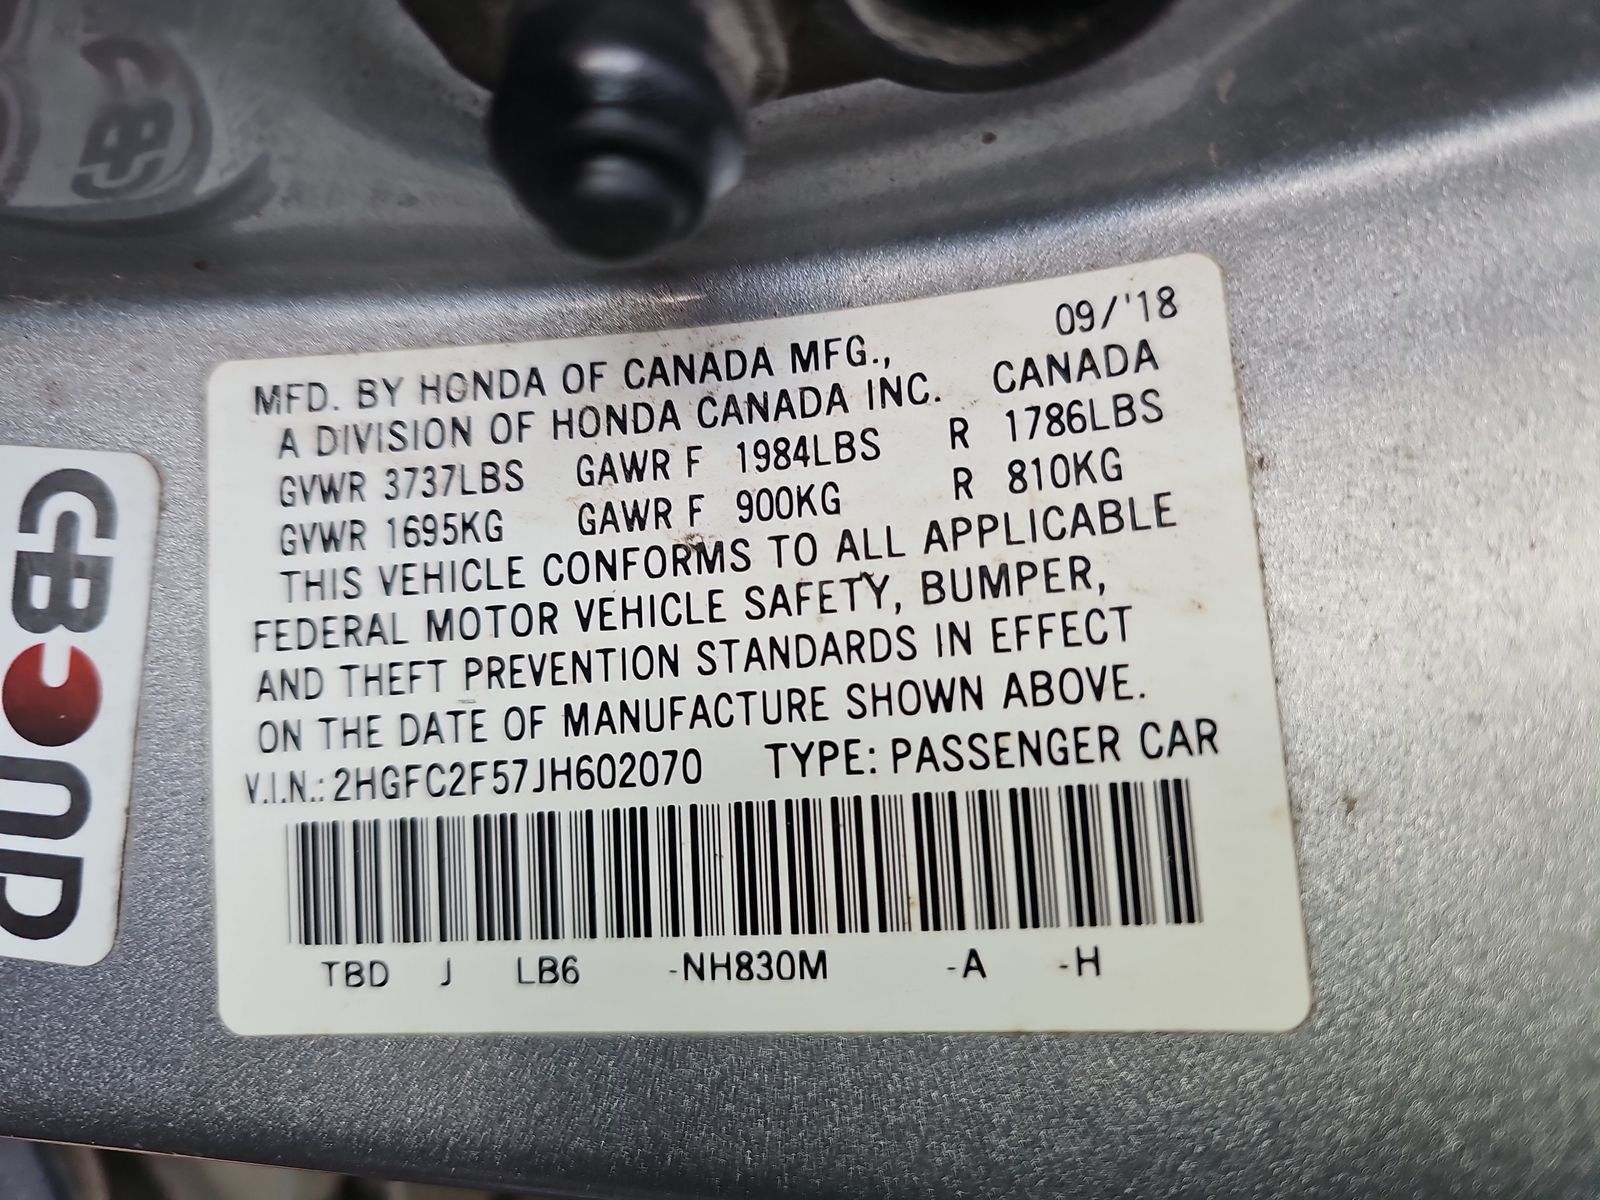 09/'18
MFD. BY HONDA OF CANADA MFG.,
A DIVISION OF HONDA CANADA INC. CANADA
GVWR 3737LBS GAWR F 1984LBS R 1786LBS
GVWR 1695KG GAWR F 900KG R 810KG
THIS VEHICLE CONFORMS TO ALL APPLICABLE
FEDERAL MOTOR VEHICLE SAFETY, BUMPER,
AND THEFT PREVENTION STANDARDS IN EFFECT
ON THE DATE OF MANUFACTURE SHOWN ABOVE.
V.I.N.: 2HGFC2F57JH602070 TYPE: PASSENGER CAR
TBD J LB6 -NH830M -A -H